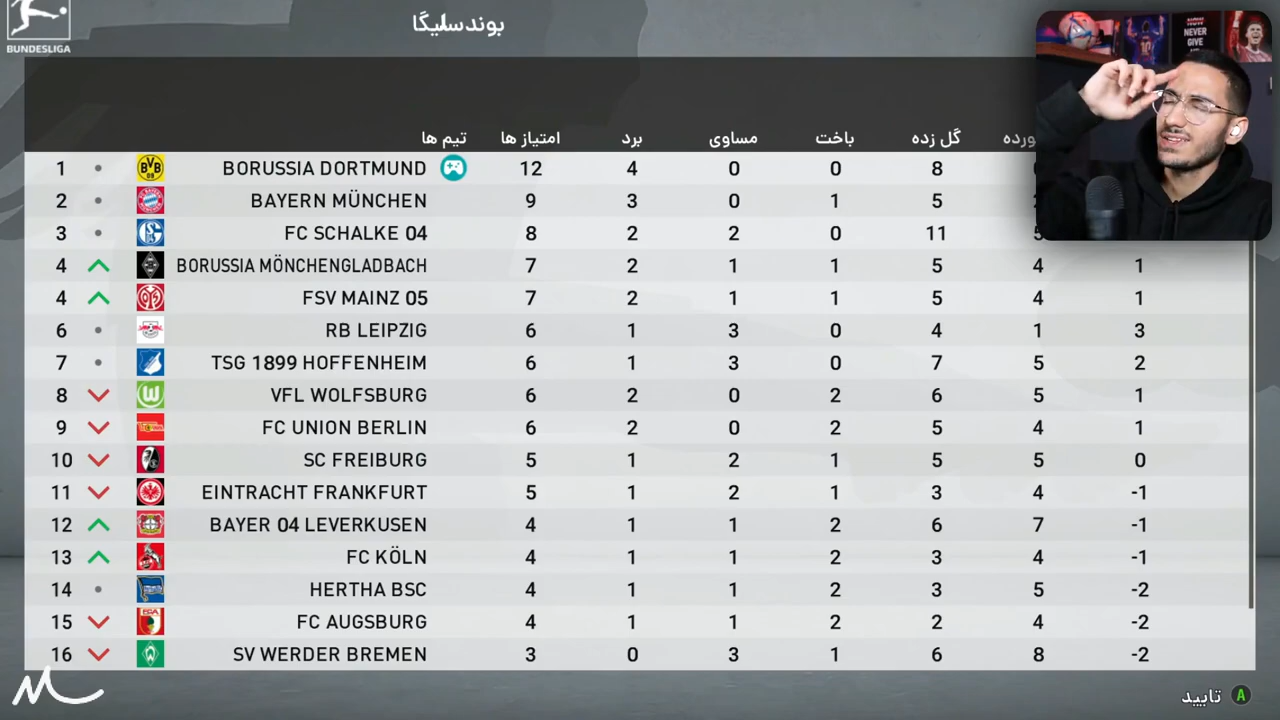 BUNDESLIGA
بوندسلیگا
NOW
NEVER
GIVE
تیم ها امتیاز ها برد مساوی باخت گل زده
1 BORUSSIA DORTMUND 12 4 0 0 8
2 BAYERN MÜNCHEN 9 3 0 1 5
3 FC SCHALKE 04 8 2 2 0 11 5
4 BORUSSIA MÖNCHENGLADBACH 7 2 1 1 5 4 1
4 FSV MAINZ 05 7 2 1 1 5 4 1
6 RB LEIPZIG 6 1 3 0 4 1 3
7 TSG 1899 HOFFENHEIM 6 1 3 0 7 5 2
8 VFL WOLFSBURG 6 2 0 2 6 5 1
9 FC UNION BERLIN 6 2 0 2 5 4 1
10 SC FREIBURG 5 1 2 1 5 5 0
11 EINTRACHT FRANKFURT 5 1 2 1 3 4 -1
12 BAYER 04 LEVERKUSEN 4 1 1 2 6 7 -1
13 FC KÖLN 4 1 1 2 3 4 -1
14 HERTHA BSC 4 1 1 2 3 5 -2
15 FC AUGSBURG 4 1 1 2 2 4 -2
16 SV WERDER BREMEN 3 0 3 1 6 8 -2
تایید A